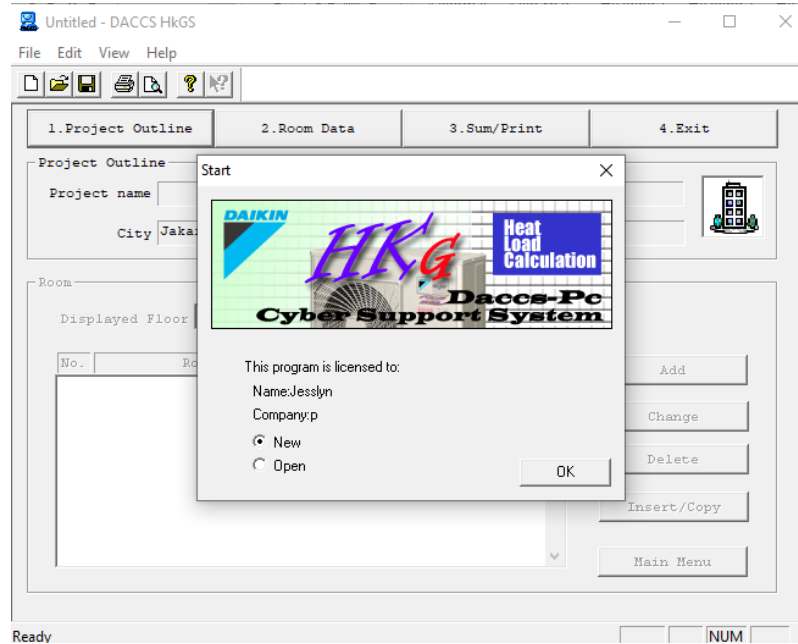 Untitled - DACCS HkGS
File Edit View Help
1.Project Outline 2.Room Data 3.Sum/Print 4.Exit
Project Outline
Project name
City Jaka
Room
Displayed Floor
No. Ro
Add
Change
Delete
Insert/Copy
Main Menu
Start
DAIKIN
HKG
Heat
Load
Calculation
Daccs-Pc
Cyber Support System
This program is licensed to:
Name:Jesslyn
Company:p
New
Open
OK
Ready NUM